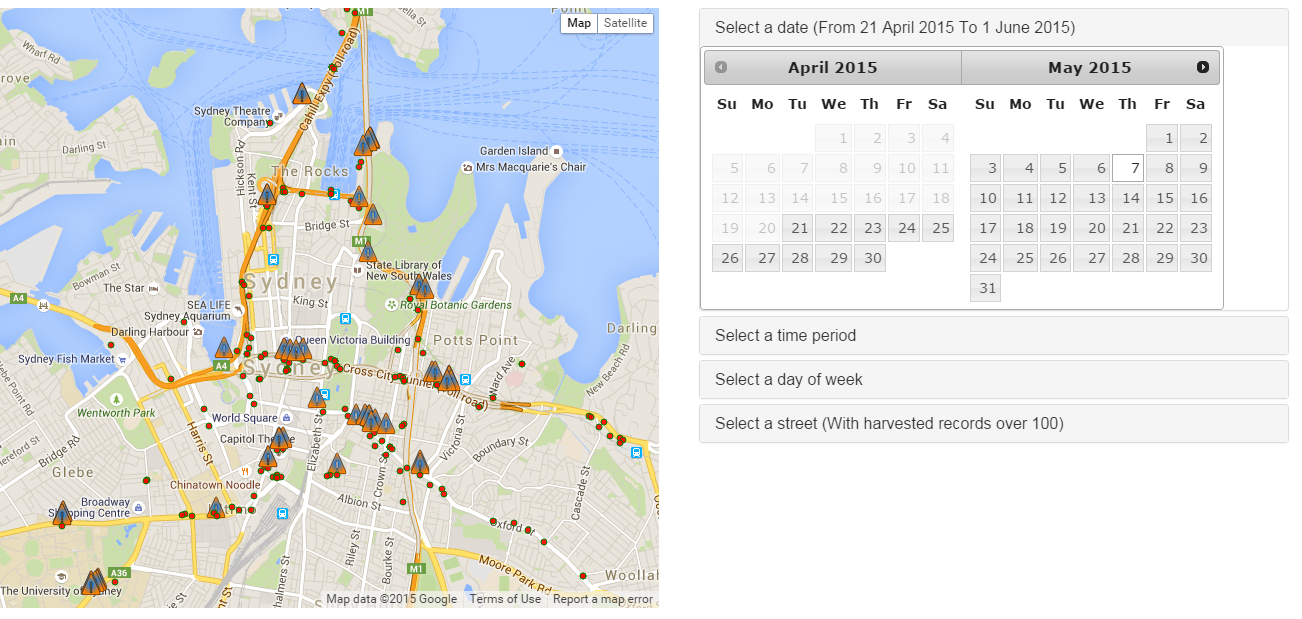 Map Satellite
Wharf Rd
Cahill Expy (Toll road)
M1
Sydney Theatre
Company
Darling St
Hickson Rd
Kent St
The Rocks
Garden Island
Mrs Macquarie's Chair
Bridge St
M1
State Library of
New South Wales
Bowman St
The Star
A4
Sydney
King St
Royal Botanic Gardens
SEA LIFE
Sydney Aquarium
Darling Harbour
Queen Victoria Building
Potts Point
Darling
Sydney Fish Market
A4
Sydney
Cross City Tunnel (Toll road)
Ward Ave
New Beach Rd
Wentworth Park
World Square
Harris St
Capitol
Elizabeth St
Victoria St
Boundary St
Bridge Rd
Glebe
Chinatown Noodle
Crown St
Cascade St
Broadway
Shopping Centre
Albion St
Oxford St
Riley St
Bourke St
A36
The University of Sydney
M1
Moore Park Rd
Woollah
Map data ©2015 Google Terms of Use Report a map error
Select a date (From 21 April 2015 To 1 June 2015)
April 2015 May 2015
Su Mo Tu We Th Fr Sa Su Mo Tu We Th Fr Sa
1 2 3 4 1 2
5 6 7 8 9 10 11 3 4 5 6 7 8 9
12 13 14 15 16 17 18 10 11 12 13 14 15 16
19 20 21 22 23 24 25 17 18 19 20 21 22 23
26 27 28 29 30 24 25 26 27 28 29 30
31
Select a time period
Select a day of week
Select a street (With harvested records over 100)